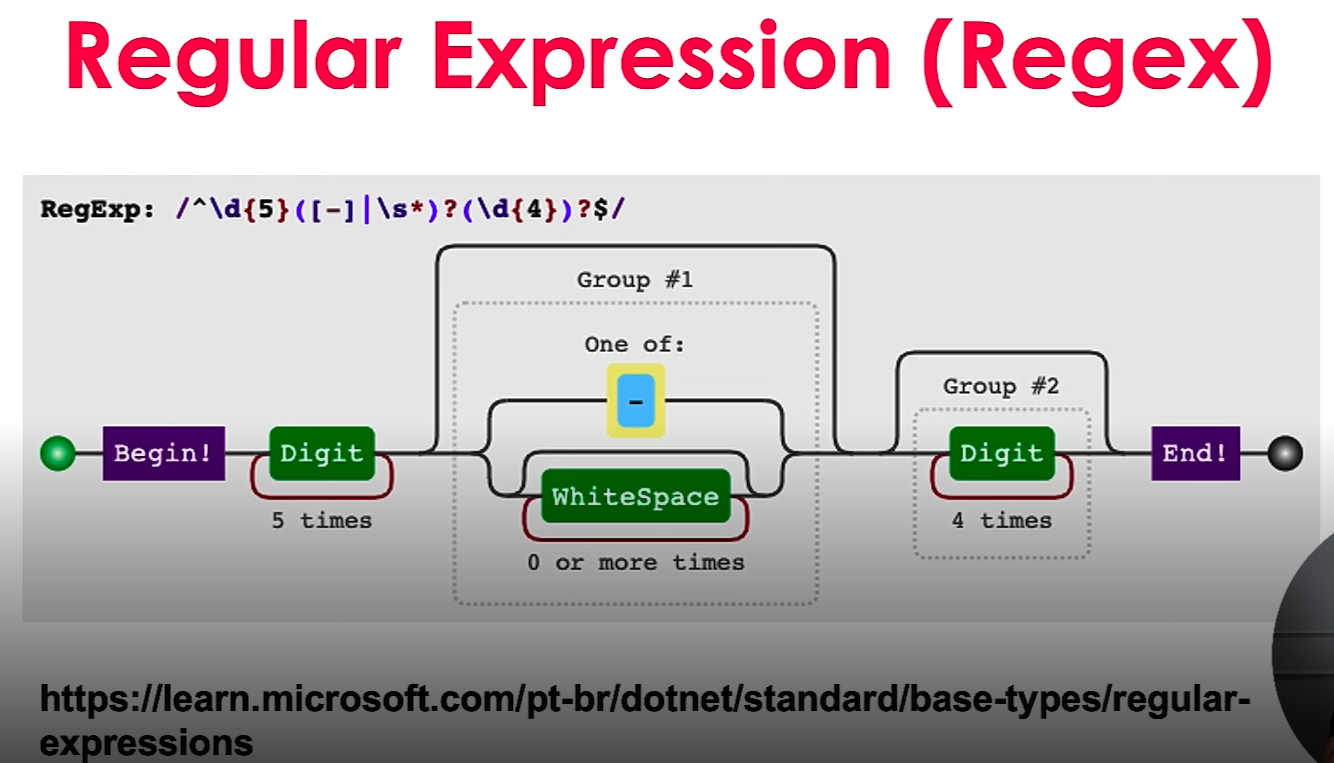 Regular Expression (Regex)
RegExp: /^\d{5}([-]|\s*)?(\d{4})?$/
Group #1
One of:
-
Group #2
Begin!
Digit
WhiteSpace
Digit
End!
5 times
0 or more times
4 times
https://learn.microsoft.com/pt-br/dotnet/standard/base-types/regular-
expressions